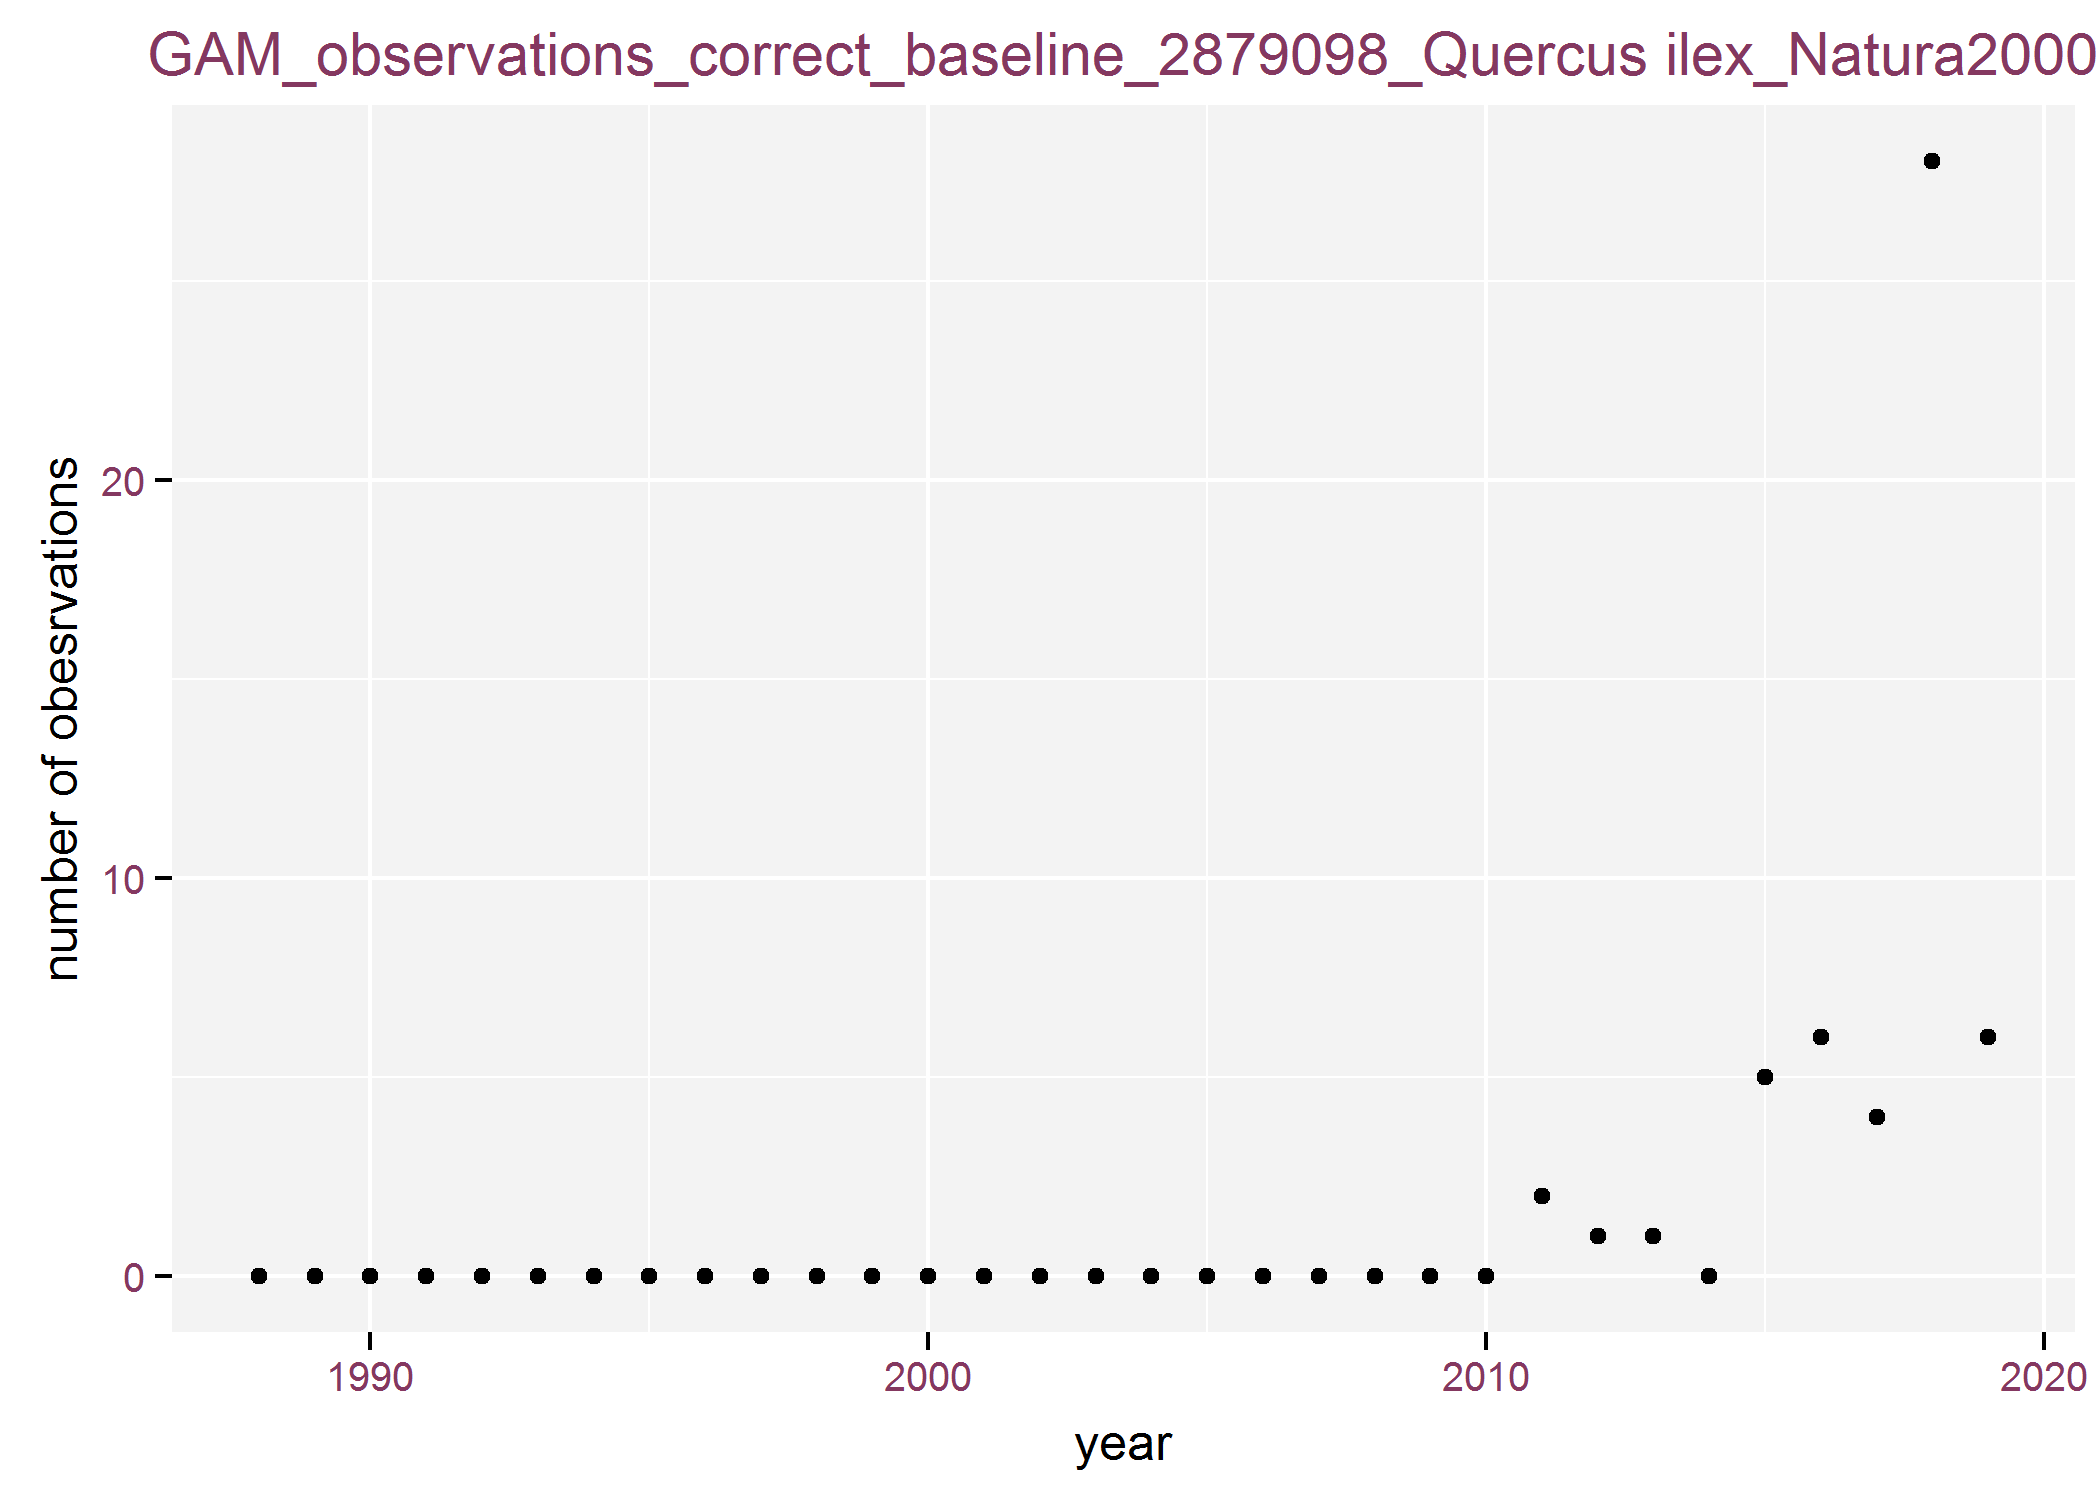 GAM_observations_correct_baseline_2879098_Quercus ilex_Natura2000
number of obesrvations
20
10
0
1990 2000 2010 2020
year